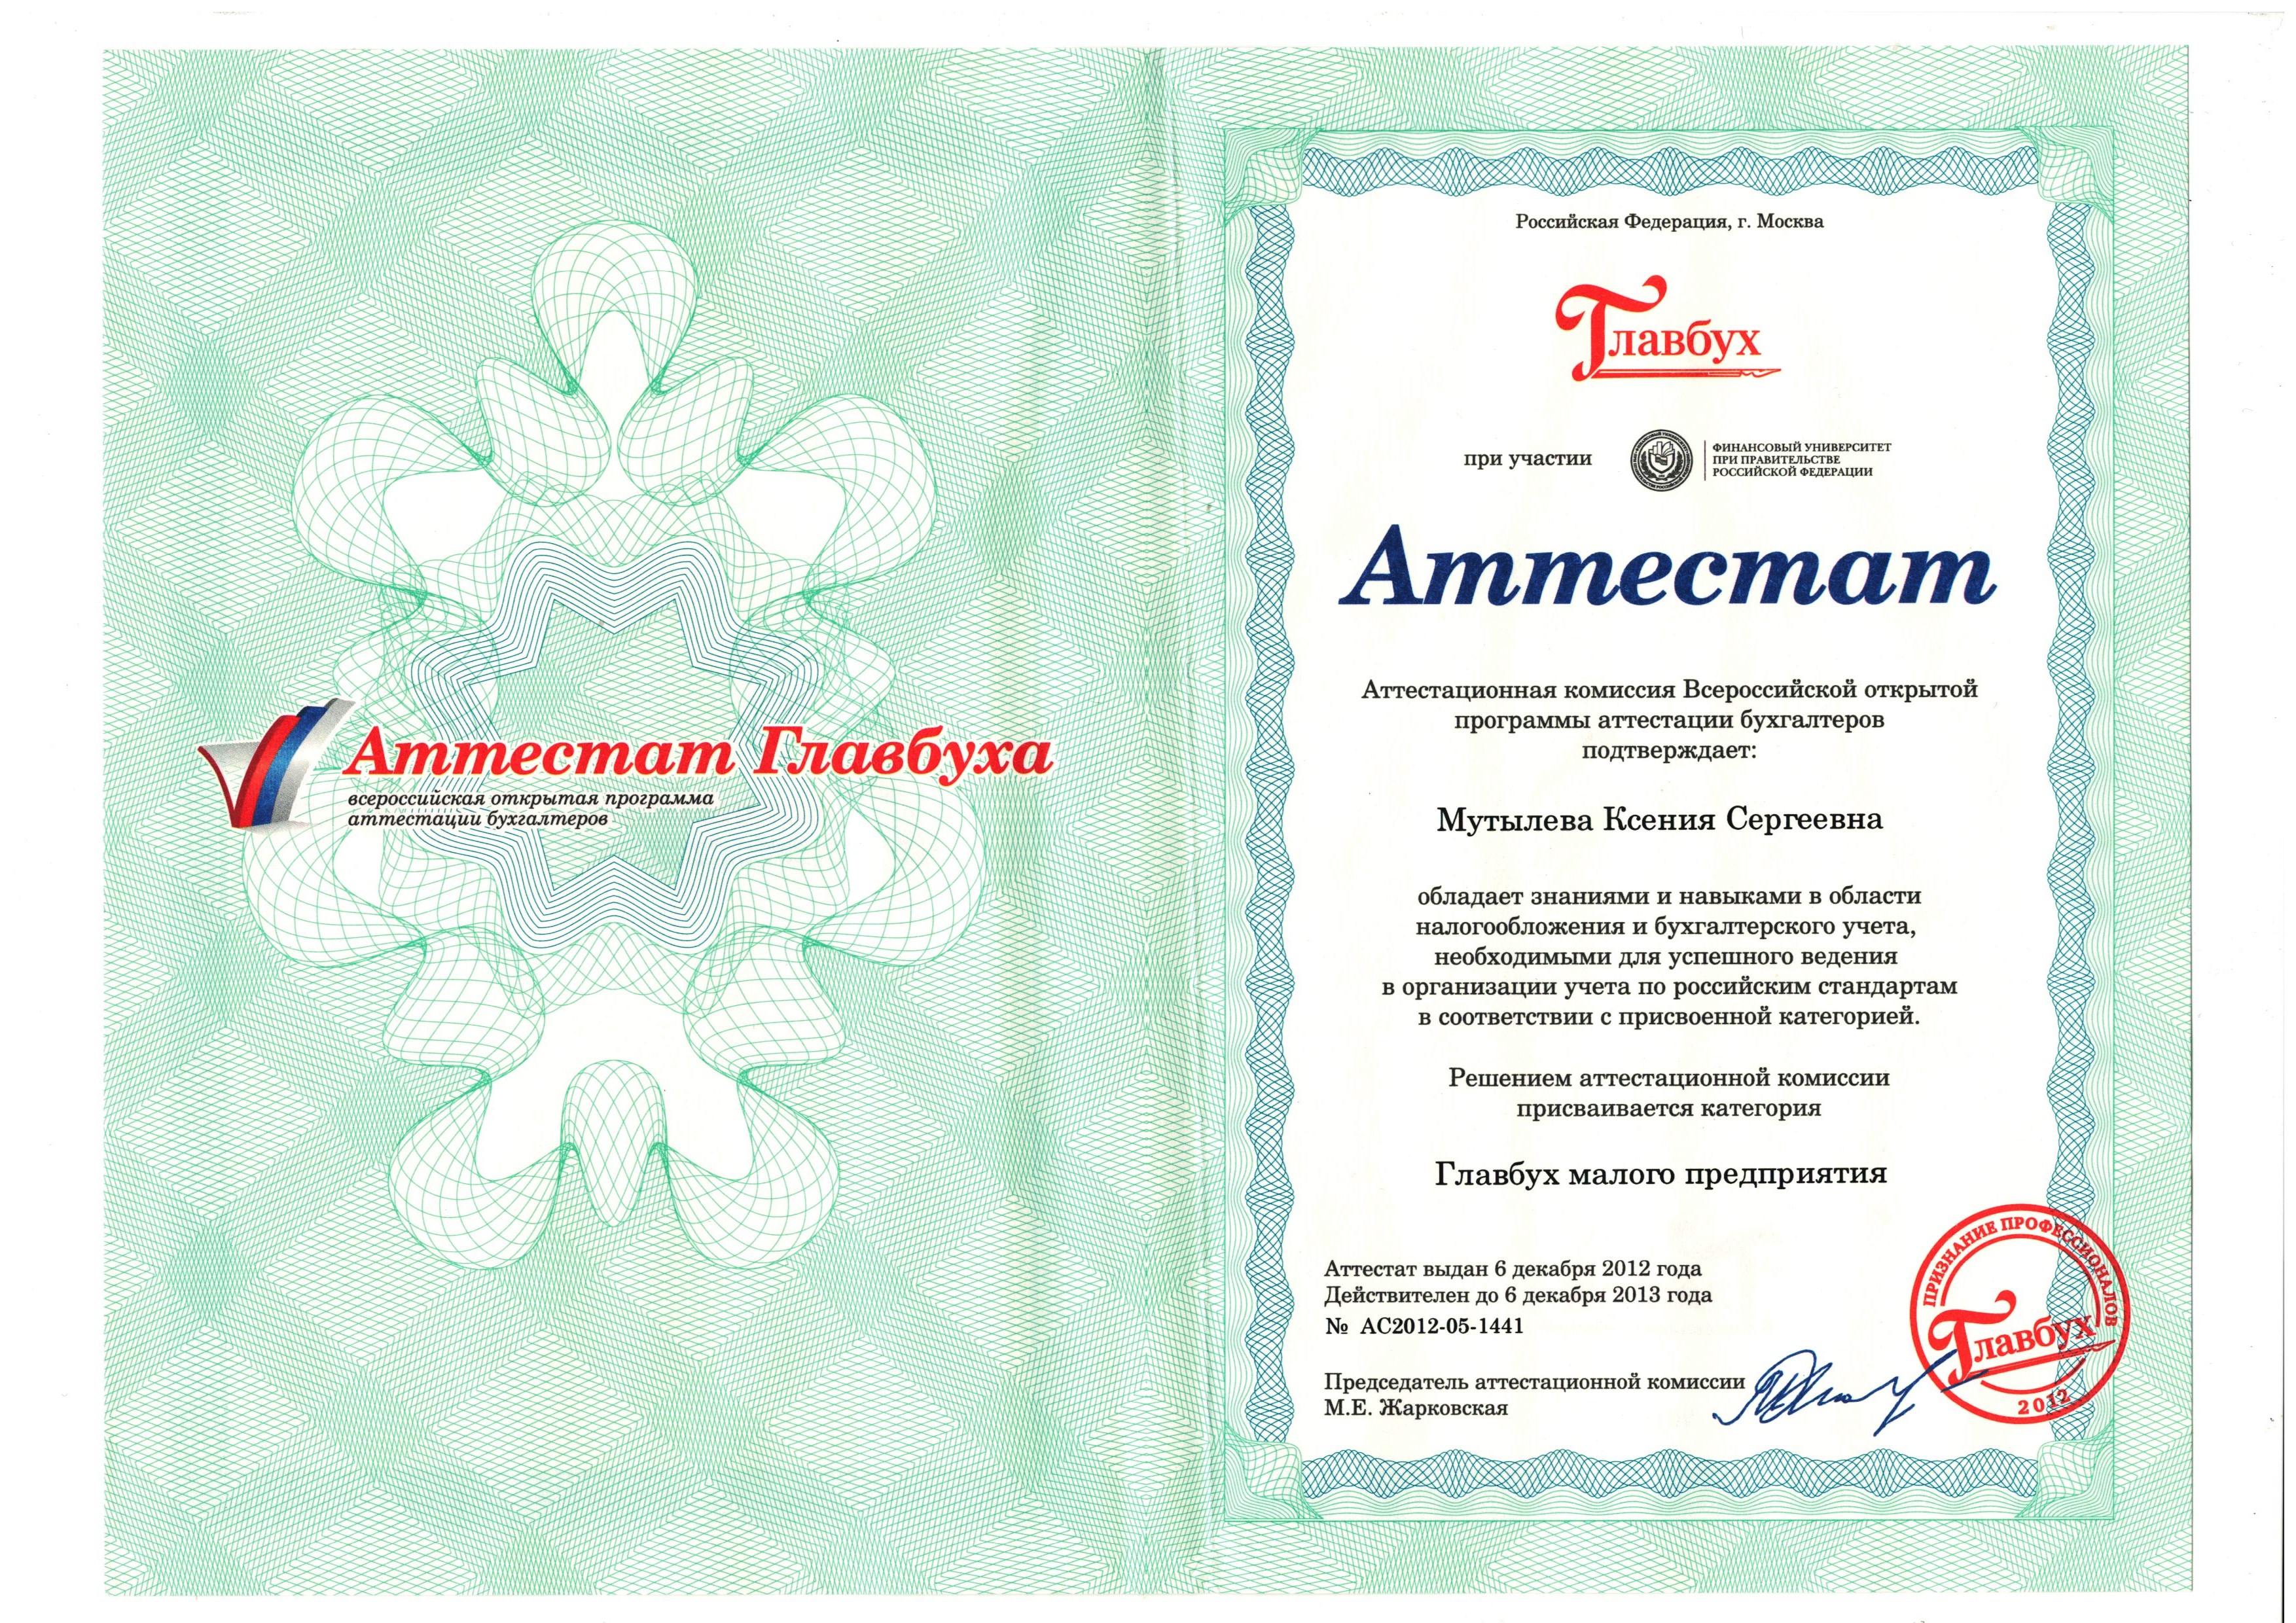 Аттестат Главбуха
всероссийская открытая программа
аттестации бухгалтеров
Российская Федерация, г. Москва
Главбух
при участии
ФИНАНСОВЫЙ УНИВЕРСИТЕТ
ПРИ ПРАВИТЕЛЬСТВЕ
РОССИЙСКОЙ ФЕДЕРАЦИИ
Аттестат
Аттестационная комиссия Всероссийской открытой
программы аттестации бухгалтеров
подтверждает:
Мутылева Ксения Сергеевна
обладает знаниями и навыками в области
налогообложения и бухгалтерского учета,
необходимыми для успешного ведения
в организации учета по российским стандартам
в соответствии с присвоенной категорией.
Решением аттестационной комиссии
присваивается категория
Главбух малого предприятия
Аттестат выдан 6 декабря 2012 года
Действителен до 6 декабря 2013 года
№ АС2012-05-1441
Председатель аттестационной комиссии
М.Е. Жарковская
ПРИЗНАНИЕ ПРОФЕССИОНАЛОВ
Главбух
2012